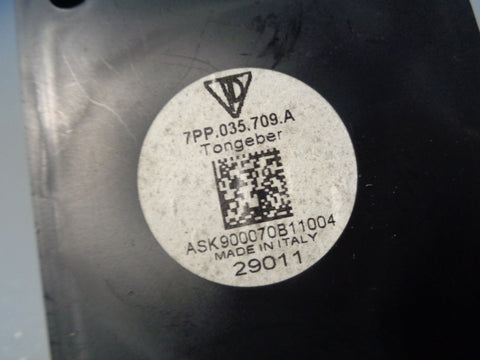 7PP.035.709.A
Tongeber
ASK900070B11004
MADE IN ITALY
29011